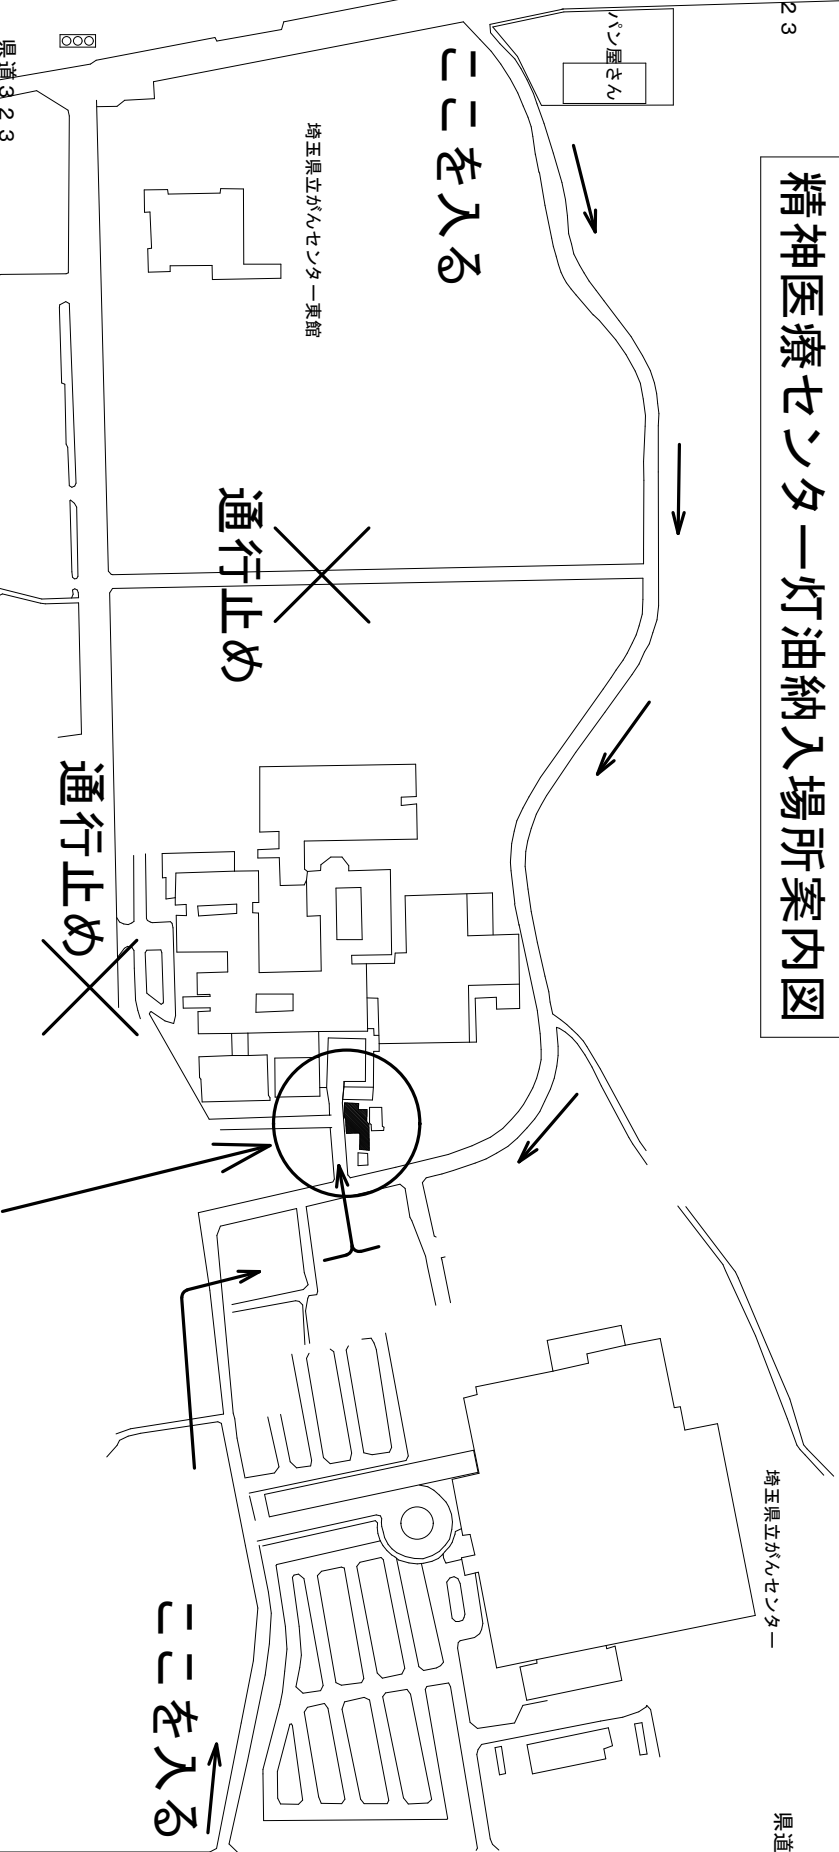 精神医療センター灯油納入場所案内図
23
パン屋さん
ここを入る
埼玉県立がんセンター東館
県道323
通行止め
通行止め
埼玉県立がんセンター
ここを入る
県道